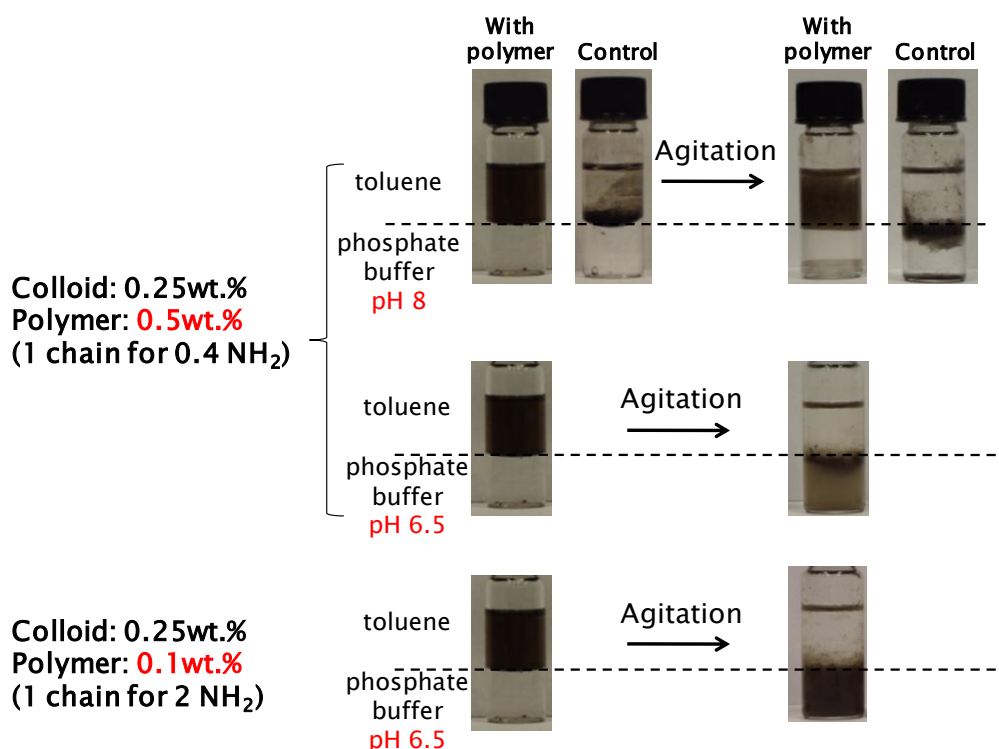 With
polymer
Control
With
polymer
Control
Agitation
toluene
phosphate
buffer
pH 8
Colloid: 0.25wt.%
Polymer: 0.5wt.%
(1 chain for 0.4 NH₂)
toluene
Agitation
phosphate
buffer
pH 6.5
Colloid: 0.25wt.%
Polymer: 0.1wt.%
(1 chain for 2 NH₂)
toluene
Agitation
phosphate
buffer
pH 6.5